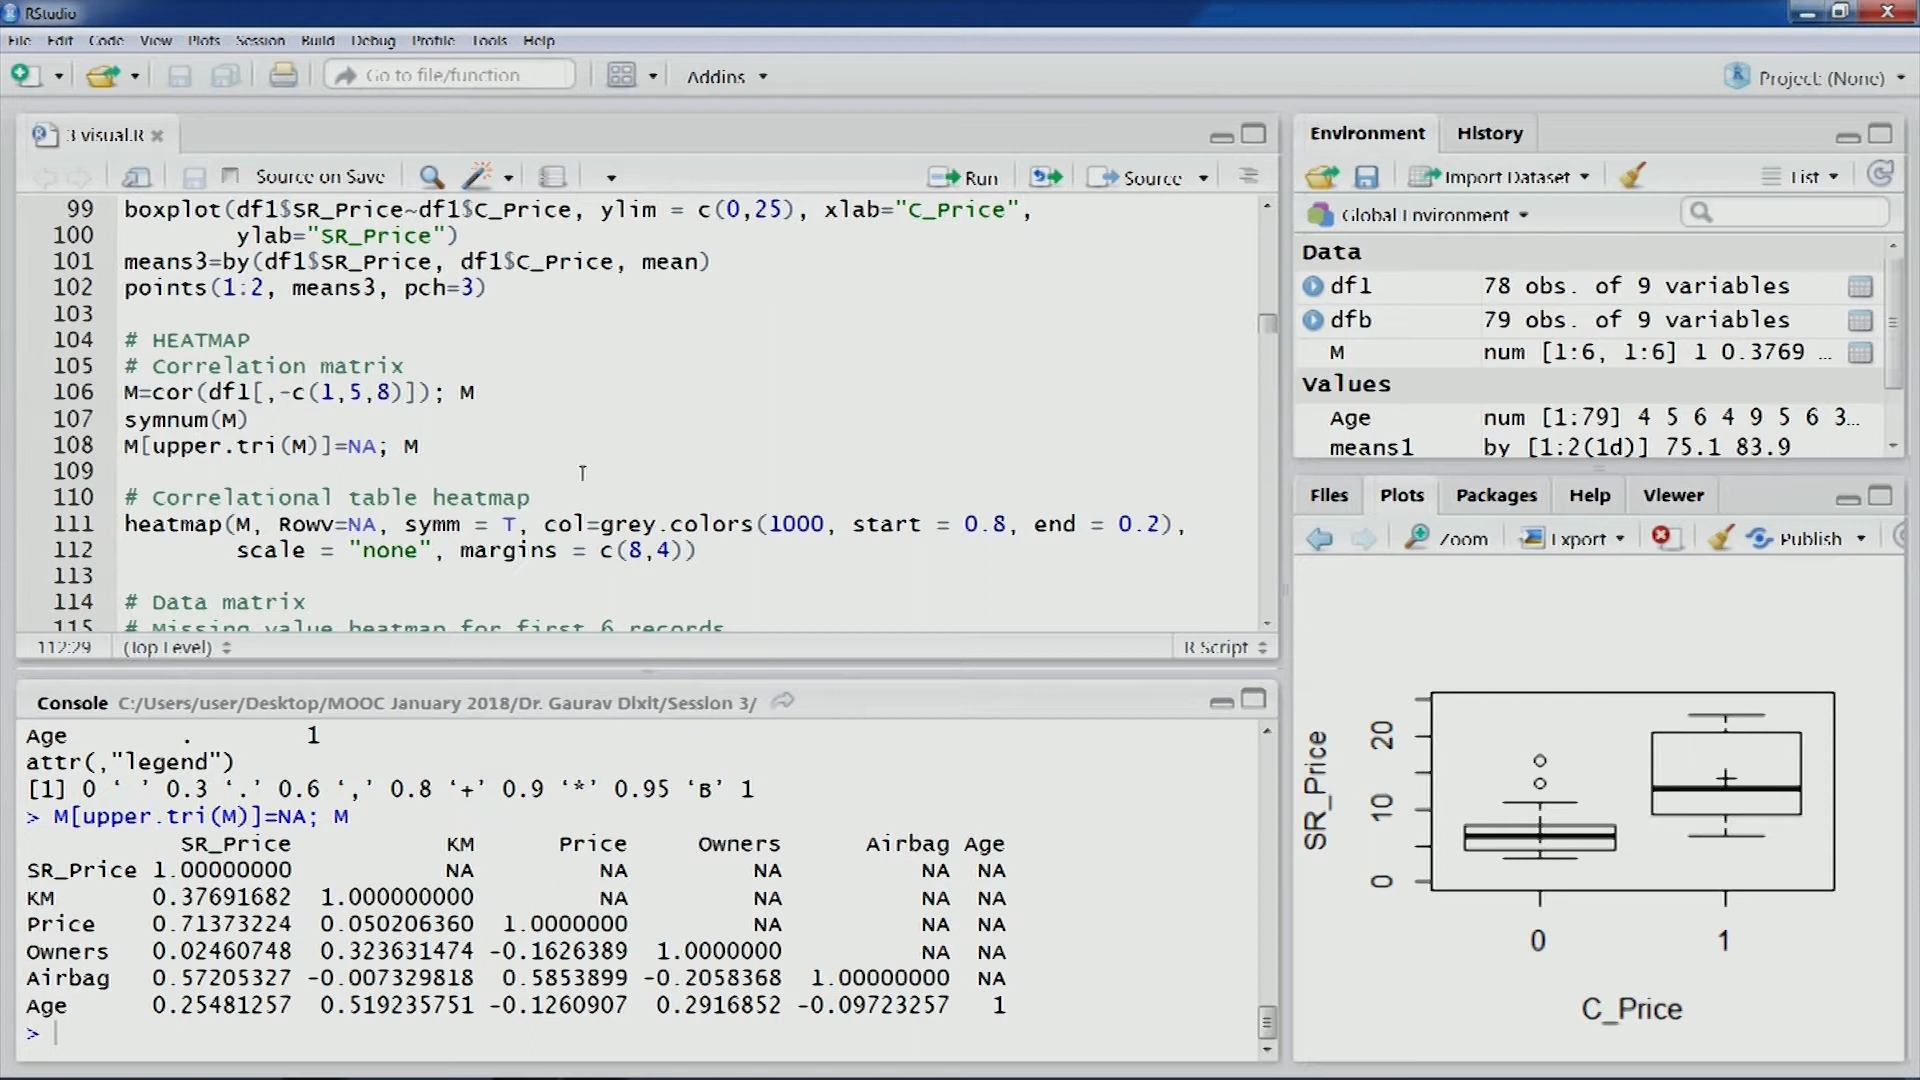 RStudio
File Edit Code View Plots Session Build Debug Profile Tools Help
Go to file/function
Addins
Project: (None)
3 visual.R
Source on Save
Run
Source
99 boxplot(df1$SR_Price~df1$C_Price, ylim = c(0,25), xlab="C_Price",
100 ylab="SR_Price")
101 means3=by(df1$SR_Price, df1$C_Price, mean)
102 points(1:2, means3, pch=3)
103
104 # HEATMAP
105 # Correlation matrix
106 M=cor(df1[,-c(1,5,8)]); M
107 symnum(M)
108 M[upper.tri(M)]=NA; M
109
110 # Correlational table heatmap
111 heatmap(M, Rowv=NA, symm = T, col=grey.colors(1000, start = 0.8, end = 0.2),
112 scale = "none", margins = c(8,4))
113
114 # Data matrix
115 # Missing value heatmap for first 6 records
112:29 (Top Level) R Script
Console C:/Users/user/Desktop/MOOC January 2018/Dr. Gaurav Dixit/Session 3/
Age . 1
attr(,"legend")
[1] 0 ‘ ’ 0.3 ‘.’ 0.6 ‘,’ 0.8 ‘+’ 0.9 ‘*’ 0.95 ‘B’ 1
> M[upper.tri(M)]=NA; M
SR_Price KM Price Owners Airbag Age
SR_Price 1.00000000 NA NA NA NA NA
KM 0.37691682 1.000000000 NA NA NA NA
Price 0.71373224 0.050206360 1.0000000 NA NA NA
Owners 0.02460748 0.323631474 -0.1626389 1.0000000 NA NA
Airbag 0.57205327 -0.007329818 0.5853899 -0.2058368 1.00000000 NA
Age 0.25481257 0.519235751 -0.1260907 0.2916852 -0.09723257 1
>
Environment History
Import Dataset
List
Global Environment
Data
df1 78 obs. of 9 variables
dfb 79 obs. of 9 variables
M num [1:6, 1:6] 1 0.3769 ...
Values
Age num [1:79] 4 5 6 4 9 5 6 3...
means1 by [1:2(1d)] 75.1 83.9
Files Plots Packages Help Viewer
Zoom Export Publish
SR_Price
20
10
0
0 1
C_Price